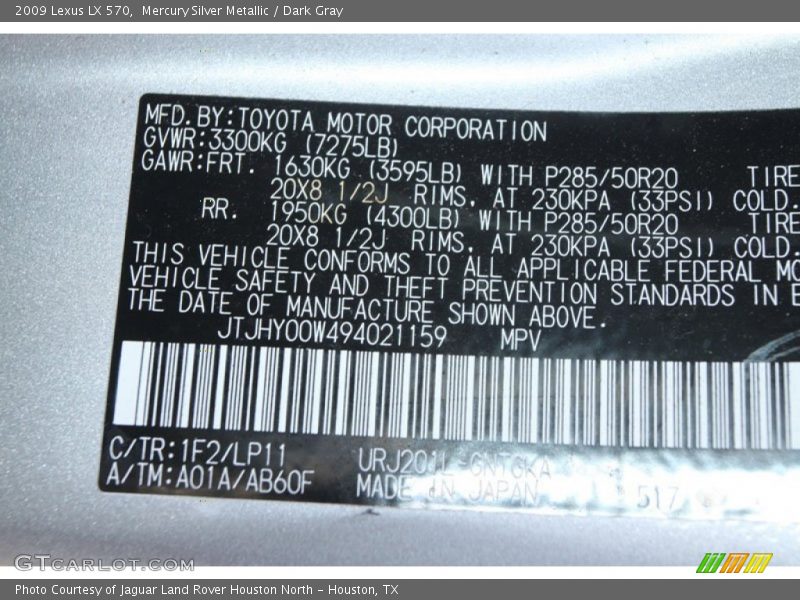 2009 Lexus LX 570, Mercury Silver Metallic / Dark Gray
MFD. BY: TOYOTA MOTOR CORPORATION
GVWR: 3300KG (7275LB)
GAWR: FRT. 1630KG (3595LB) WITH P285/50R20 TIRE
20X8 1/2J RIMS, AT 230KPA (33PSI) COLD.
RR. 1950KG (4300LB) WITH P285/50R20 TIRE
20X8 1/2J RIMS, AT 230KPA (33PSI) COLD.
THIS VEHICLE CONFORMS TO ALL APPLICABLE FEDERAL MO
VEHICLE SAFETY AND THEFT PREVENTION STANDARDS IN E
THE DATE OF MANUFACTURE SHOWN ABOVE.
JTJHY00W494021159 MPV
C/TR: 1F2/LP11 URJ201L-GNTGKA
A/TM: A01A/AB60F MADE IN JAPAN 517
GTCARLOT.COM
Photo Courtesy of Jaguar Land Rover Houston North - Houston, TX